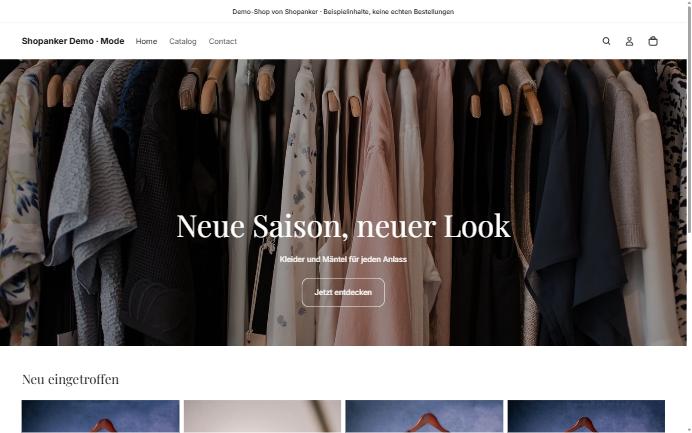 Demo-Shop von Shopanker · Beispielinhalte, keine echten Bestellungen
Shopanker Demo · Mode
Home
Catalog
Contact
Neue Saison, neuer Look
Kleider und Mäntel für jeden Anlass
Jetzt entdecken
Neu eingetroffen